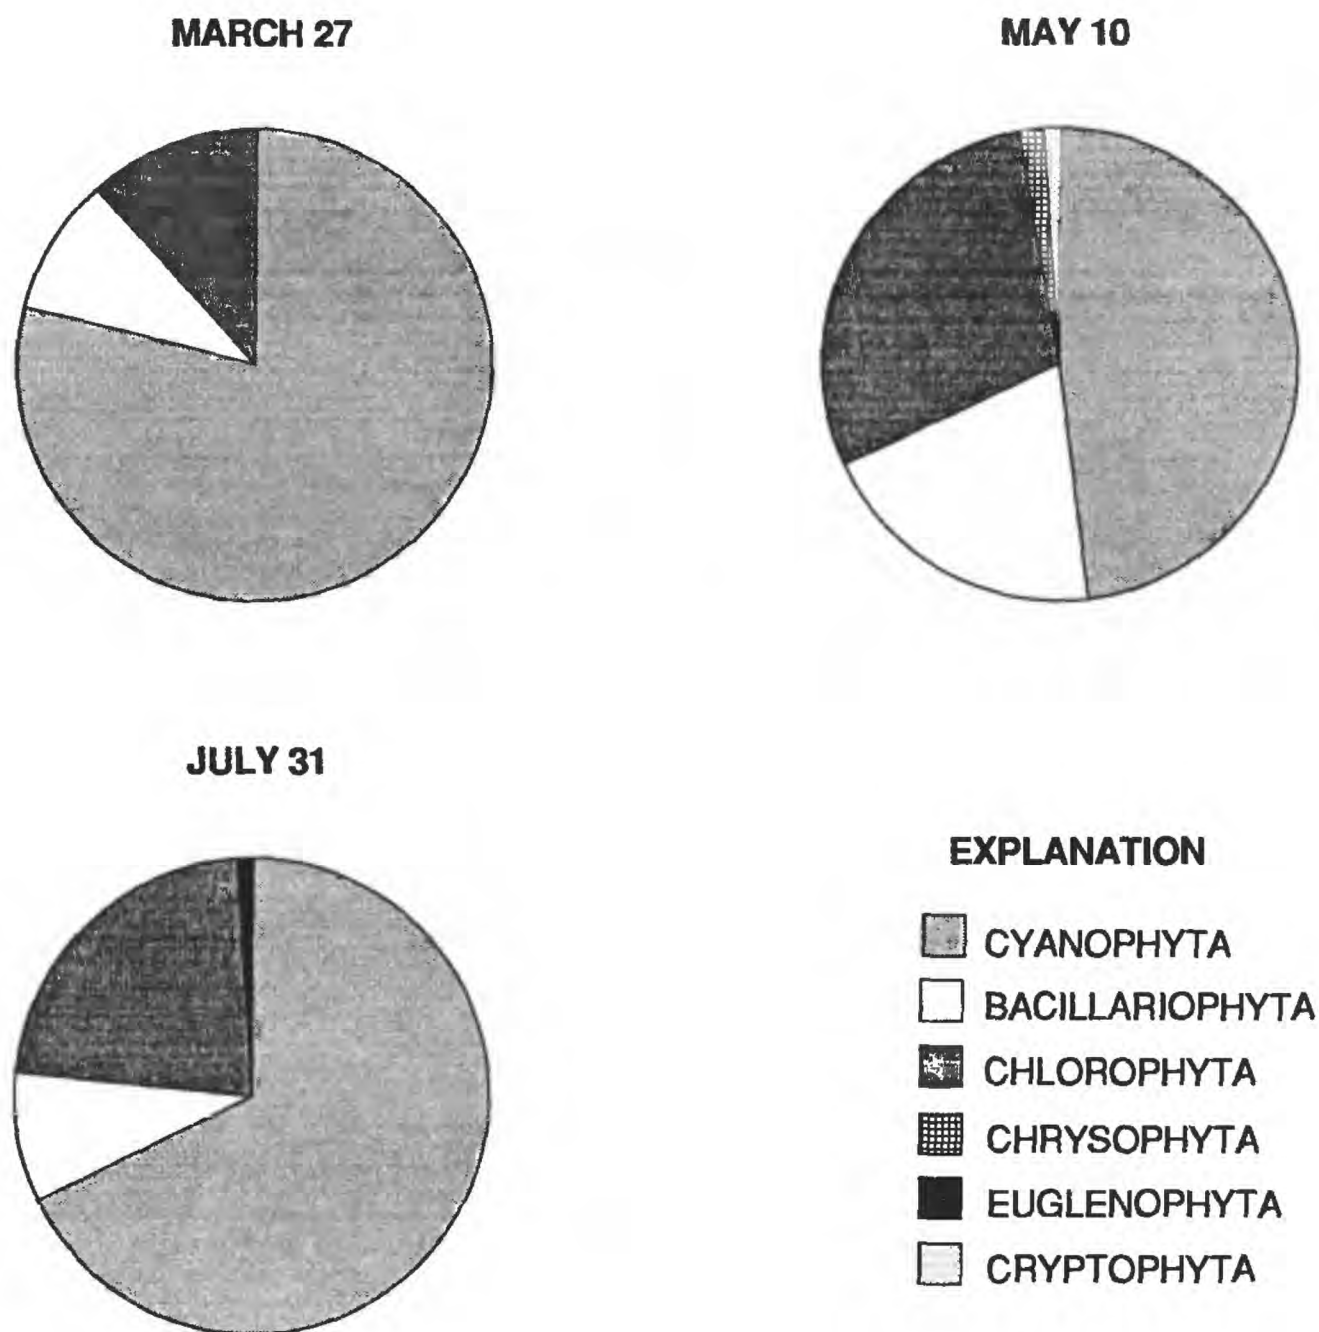 MARCH 27
MAY 10
JULY 31
EXPLANATION
CYANOPHYTA
BACILLARIOPHYTA
CHLOROPHYTA
CHRYSOPHYTA
EUGLENOPHYTA
CRYPTOPHYTA